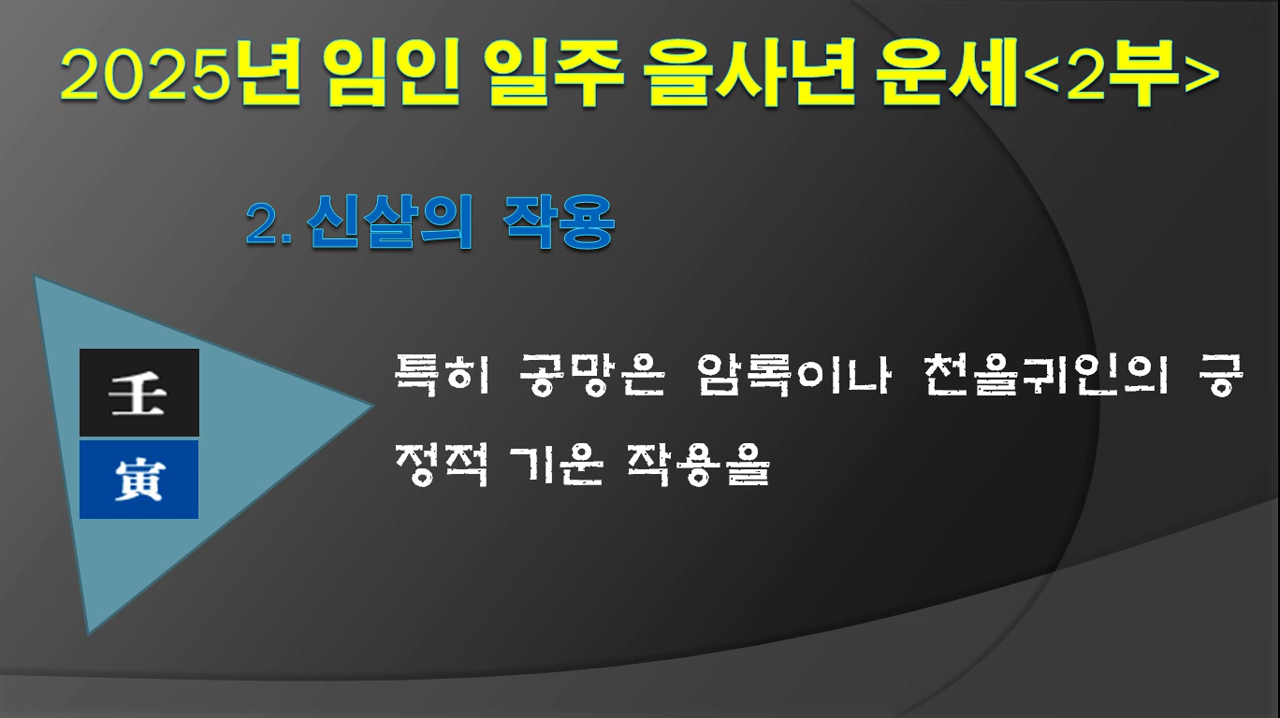 2025년 임인 일주 을사년 운세<2부>
2. 신살의 작용
壬
寅
특히 공망은 암록이나 천을귀인의 긍
정적 기운 작용을